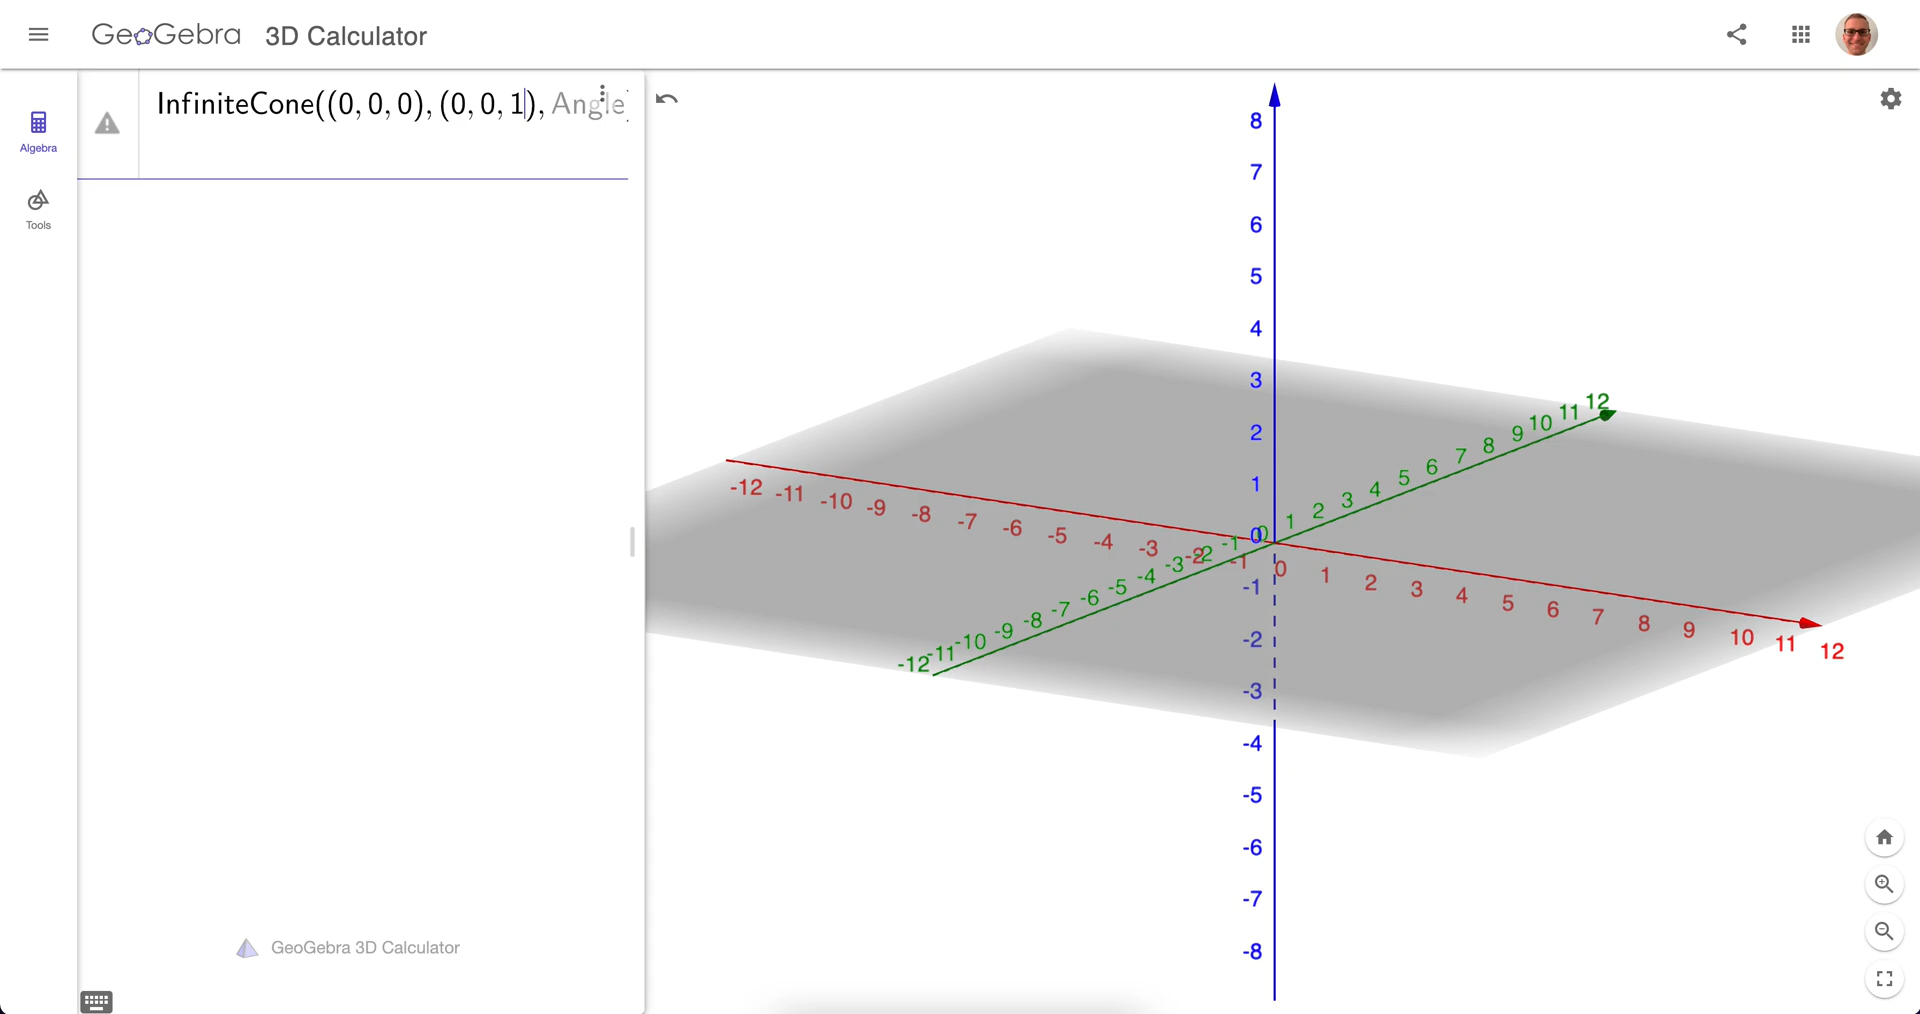 GeoGebra 3D Calculator
InfiniteCone((0, 0, 0), (0, 0, 1), Angle)
Algebra
Tools
8
7
6
5
4
3
2
1
0
-1
-2
-3
-4
-5
-6
-7
-8
-12 -11 -10 -9 -8 -7 -6 -5 -4 -3 -2 -1 0 1 2 3 4 5 6 7 8 9 10 11 12
-12 -11 -10 -9 -8 -7 -6 -5 -4 -3 -2 -1 0 1 2 3 4 5 6 7 8 9 10 11 12
GeoGebra 3D Calculator